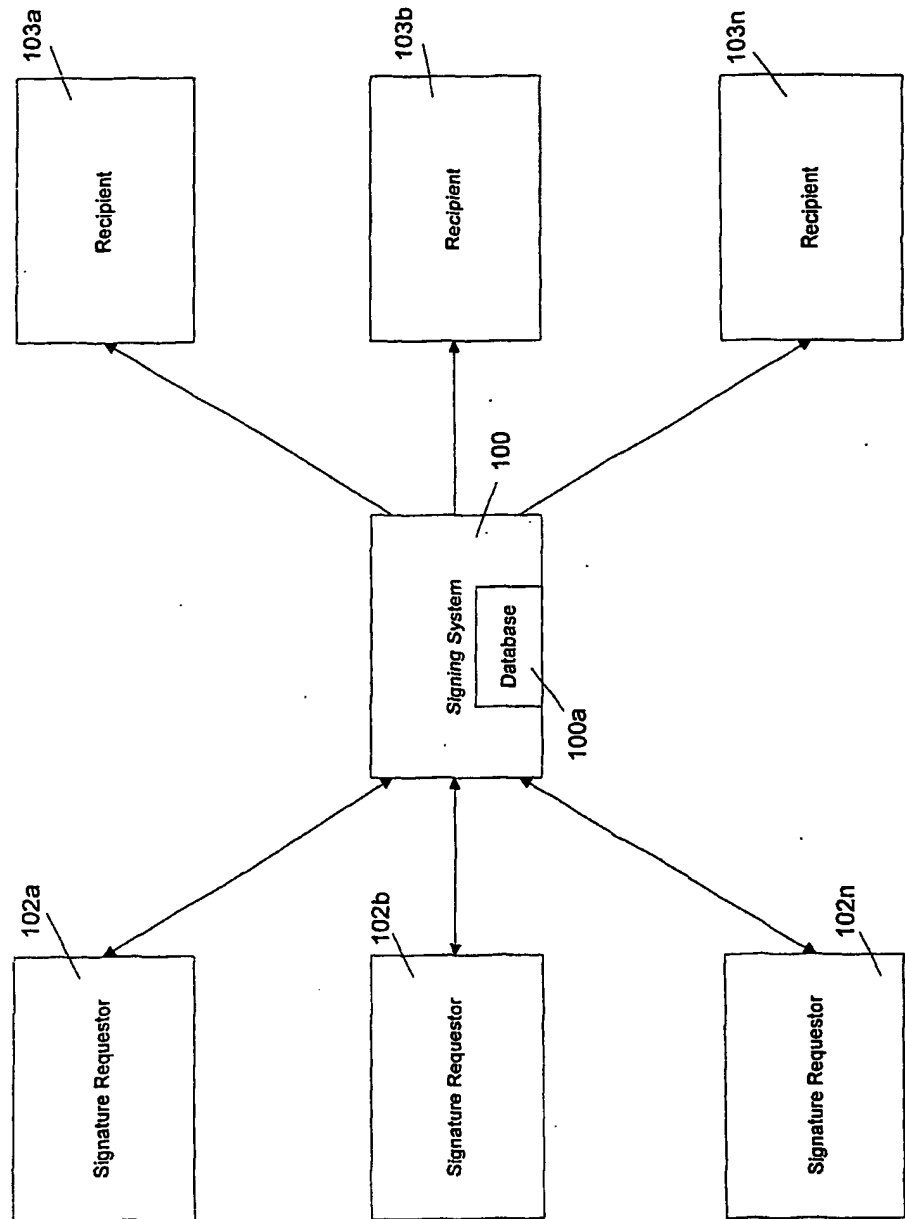 102a
Signature Requestor
102b
Signature Requestor
102n
Signature Requestor
100
Signing System
Database
100a
103a
Recipient
103b
Recipient
103n
Recipient